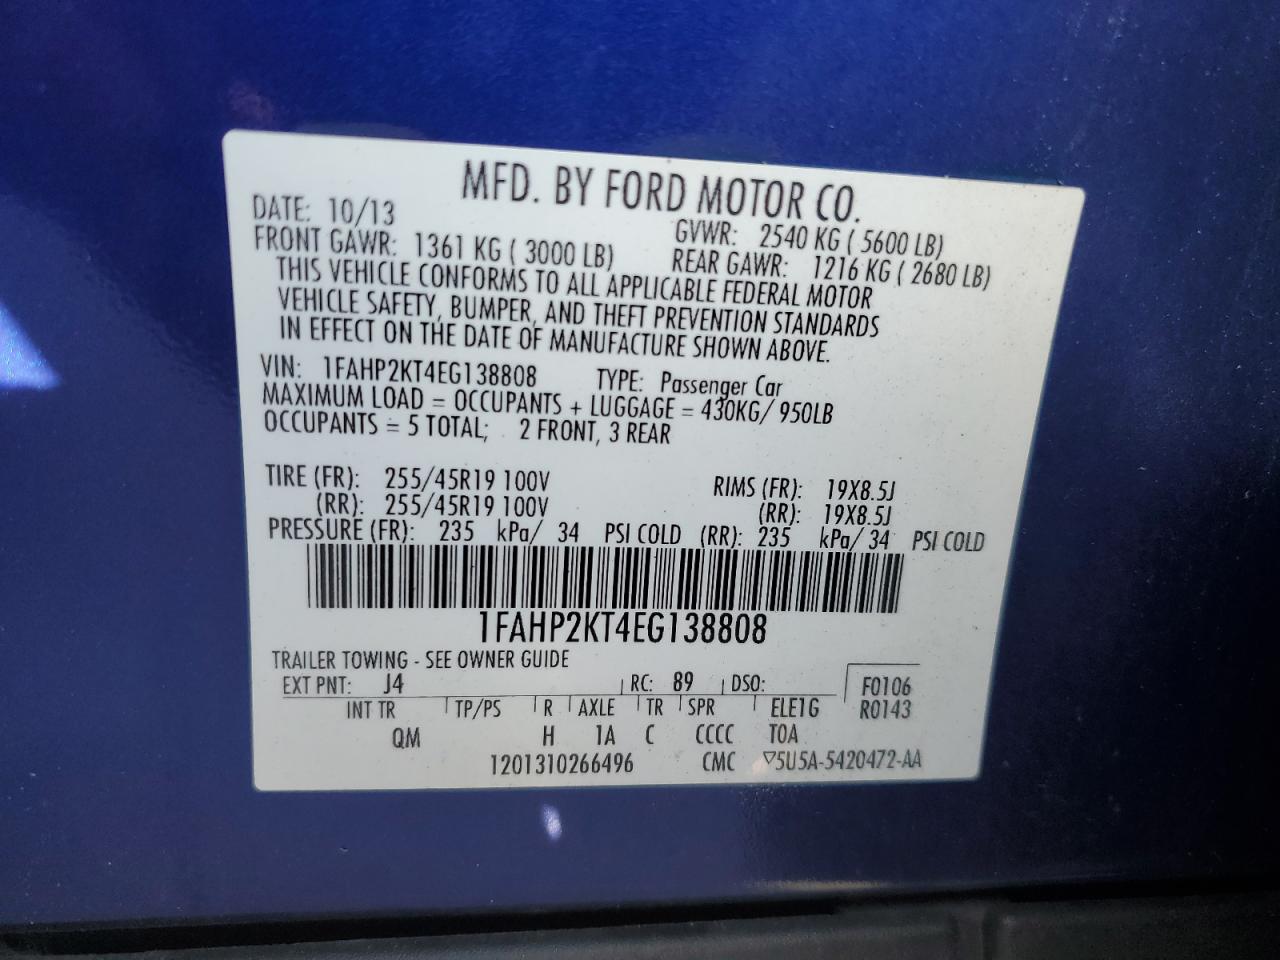 MFD. BY FORD MOTOR CO.
DATE: 10/13 GVWR: 2540 KG ( 5600 LB)
FRONT GAWR: 1361 KG ( 3000 LB) REAR GAWR: 1216 KG ( 2680 LB)
THIS VEHICLE CONFORMS TO ALL APPLICABLE FEDERAL MOTOR
VEHICLE SAFETY, BUMPER, AND THEFT PREVENTION STANDARDS
IN EFFECT ON THE DATE OF MANUFACTURE SHOWN ABOVE.
VIN: 1FAHP2KT4EG138808 TYPE: Passenger Car
MAXIMUM LOAD = OCCUPANTS + LUGGAGE = 430KG/ 950LB
OCCUPANTS = 5 TOTAL; 2 FRONT, 3 REAR
TIRE (FR): 255/45R19 100V RIMS (FR): 19X8.5J
(RR): 255/45R19 100V (RR): 19X8.5J
PRESSURE (FR): 235 kPa/ 34 PSI COLD (RR): 235 kPa/ 34 PSI COLD
1FAHP2KT4EG138808
TRAILER TOWING - SEE OWNER GUIDE
EXT PNT: J4 RC: 89 DSO: F0106
INT TR TP/PS R AXLE TR SPR ELE1G R0143
QM H 1A C CCCC TOA
1201310266496 CMC ▽5U5A-5420472-AA